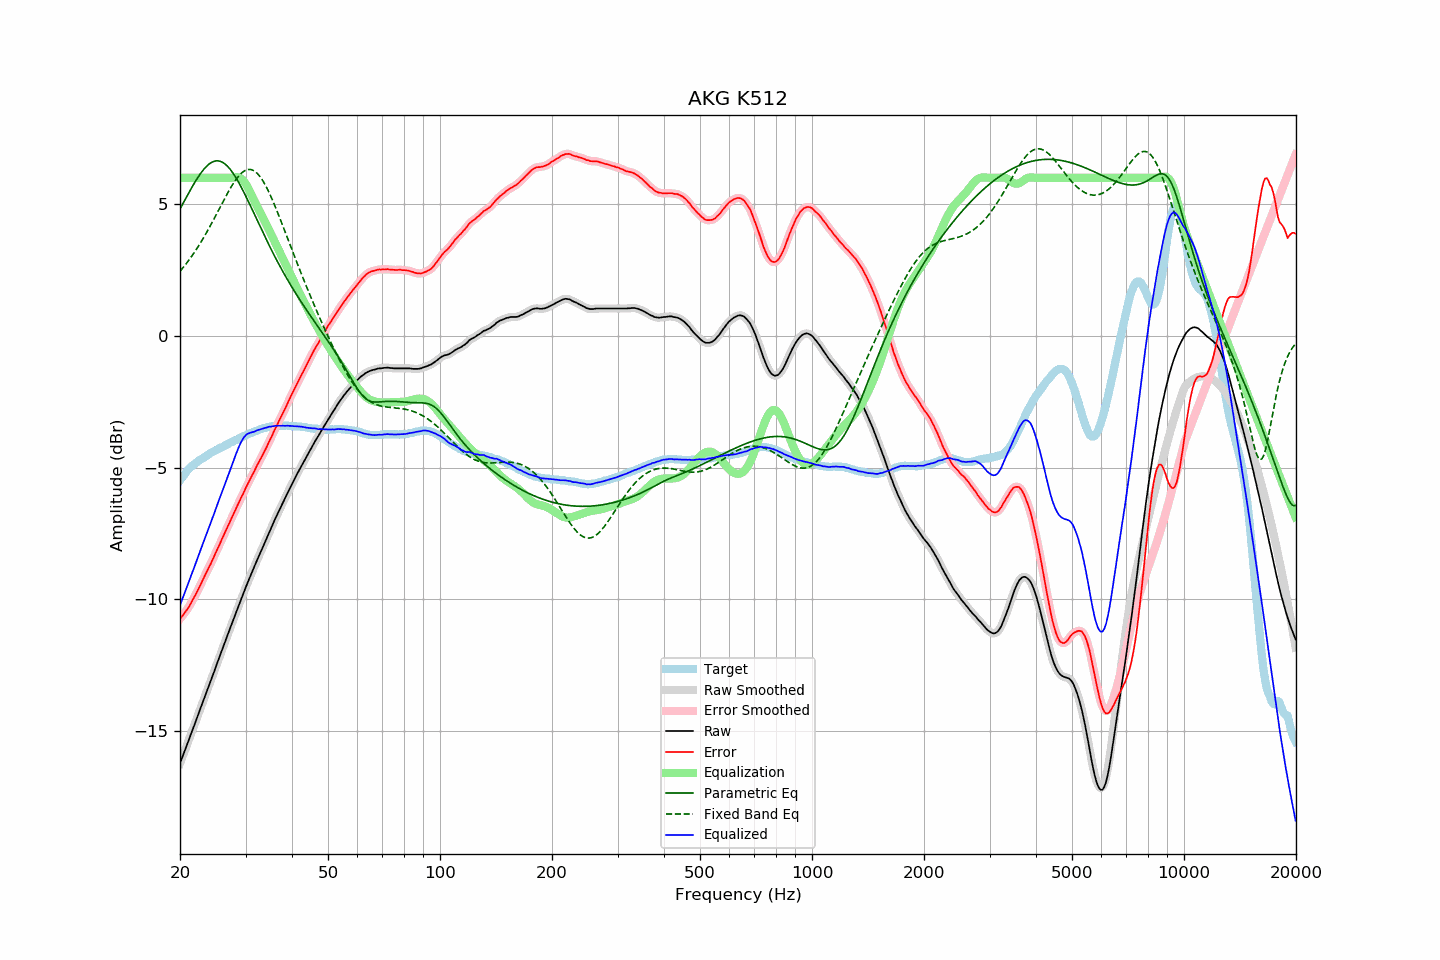 AKG K512
Amplitude (dBr)
5
0
−5
−10
−15
20
50
100
200
500
1000
2000
5000
10000
20000
Frequency (Hz)
Target
Raw Smoothed
Error Smoothed
Raw
Error
Equalization
Parametric Eq
Fixed Band Eq
Equalized